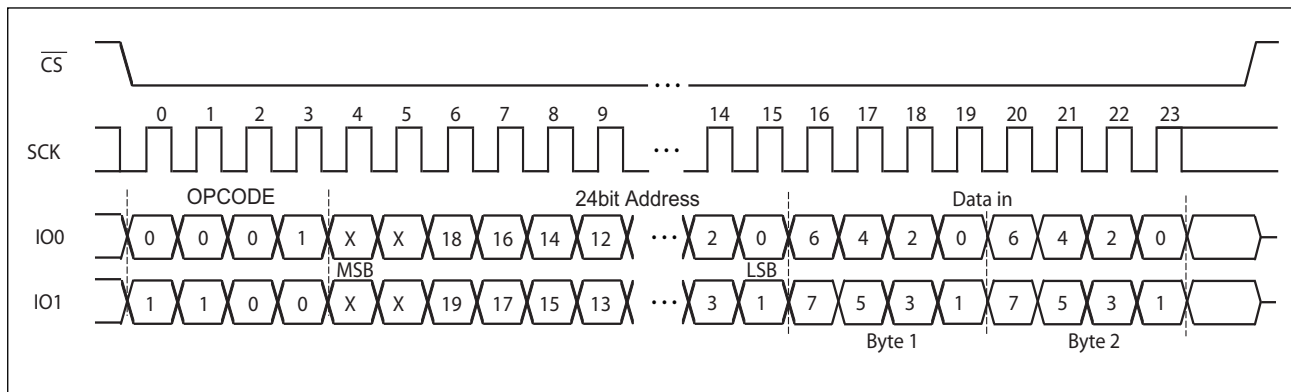 CS
0 1 2 3 4 5 6 7 8 9 ... 14 15 16 17 18 19 20 21 22 23
SCK ...
OPCODE 24bit Address Data in
IO0 0 0 0 1 X X 18 16 14 12 ... 2 0 6 4 2 0 6 4 2 0
MSB LSB
IO1 1 1 0 0 X X 19 17 15 13 ... 3 1 7 5 3 1 7 5 3 1
Byte 1 Byte 2